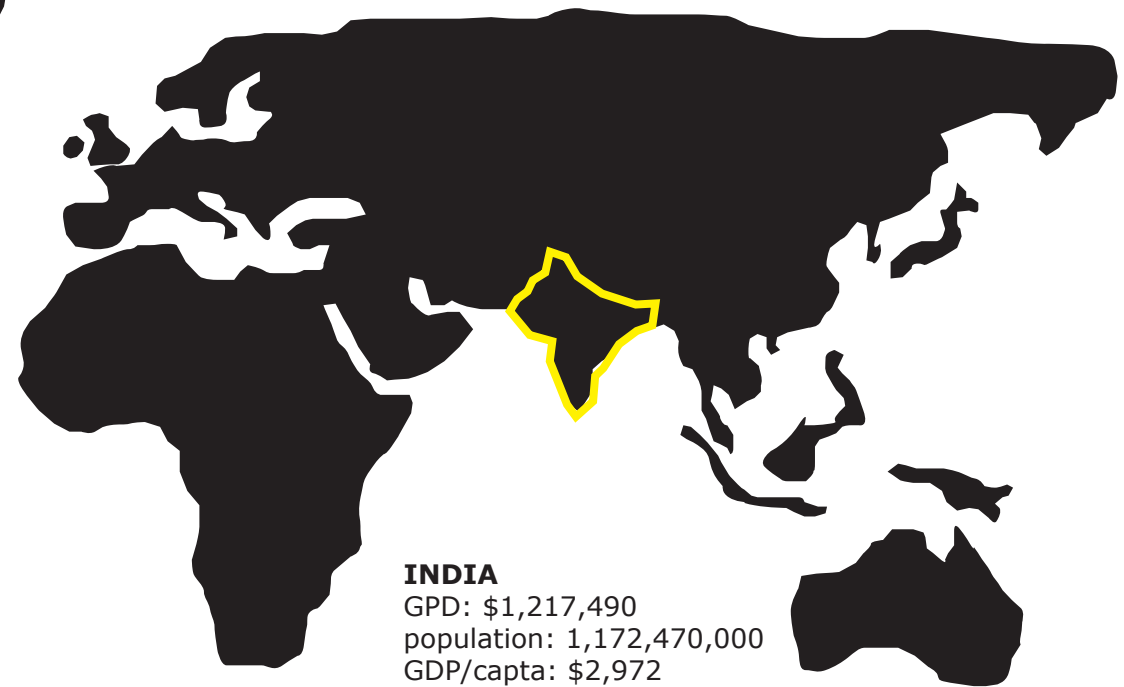 INDIA
GPD: $1,217,490
population: 1,172,470,000
GDP/capta: $2,972